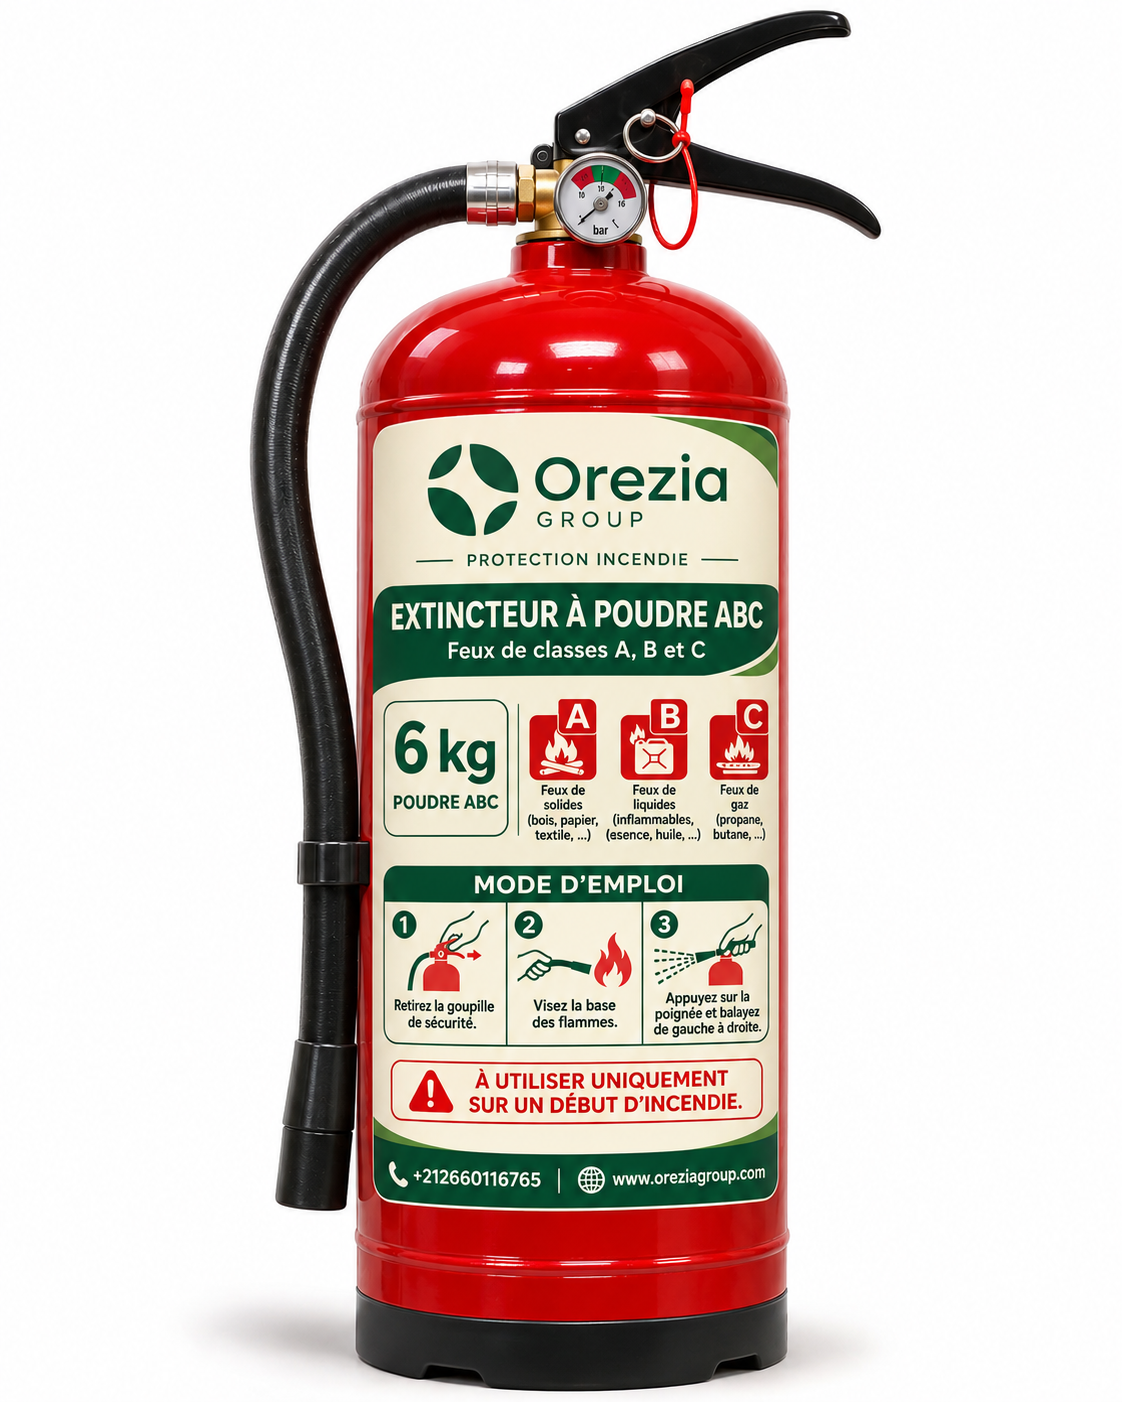 10
10
16
bar
Orezia
GROUP
PROTECTION INCENDIE
EXTINCTEUR À POUDRE ABC
Feux de classes A, B et C
6 kg
POUDRE ABC
A
Feux de
solides
(bois, papier,
textile, ...)
B
Feux de
liquides
(inflammables,
(esence, huile, ...)
C
Feux de
gaz
(propane,
butane, ...)
MODE D'EMPLOI
1
Retirez la goupille
de sécurité.
2
Visez la base
des flammes.
3
Appuyez sur la
poignée et balayez
de gauche à droite.
À UTILISER UNIQUEMENT
SUR UN DÉBUT D'INCENDIE.
+212660116765
www.oreziagroup.com